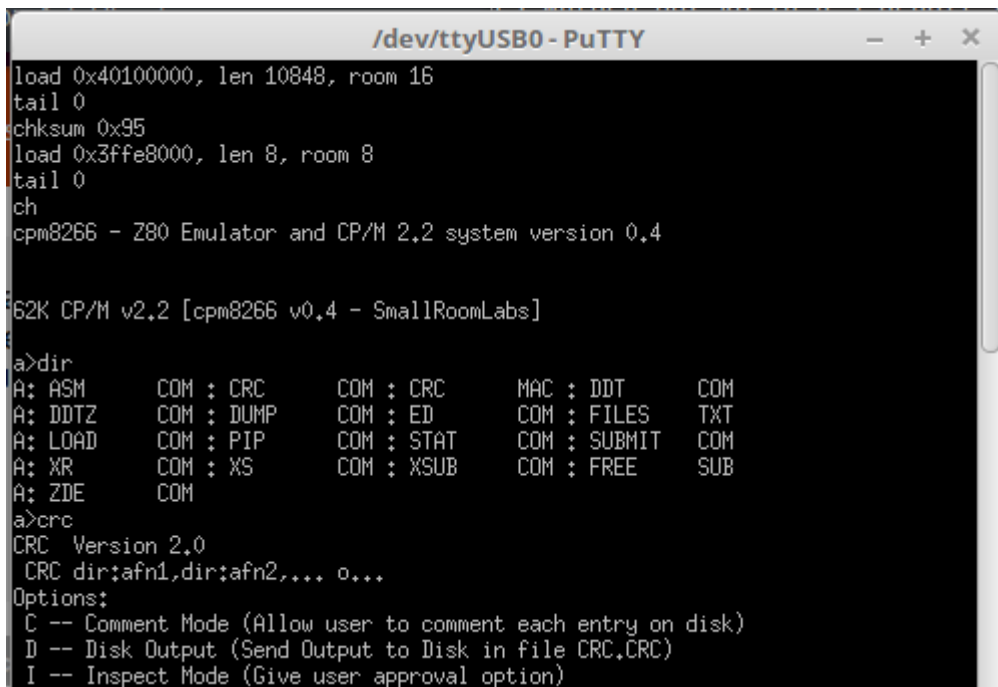 /dev/ttyUSB0 - PuTTY
load 0x40100000, len 10848, room 16
tail 0
chksum 0x95
load 0x3ffe8000, len 8, room 8
tail 0
ch
cpm8266 - Z80 Emulator and CP/M 2.2 system version 0.4
62K CP/M v2.2 [cpm8266 v0.4 - SmallRoomLabs]
a>dir
A: ASM      COM : CRC      COM : CRC      MAC : DDT      COM
A: DDTZ     COM : DUMP     COM : ED       COM : FILES    TXT
A: LOAD     COM : PIP      COM : STAT     COM : SUBMIT   COM
A: XR       COM : XS       COM : XSUB     COM : FREE     SUB
A: ZDE      COM
a>crc
CRC  Version 2.0
 CRC dir:afn1,dir:afn2,... o...
Options:
 C -- Comment Mode (Allow user to comment each entry on disk)
 D -- Disk Output (Send Output to Disk in file CRC.CRC)
 I -- Inspect Mode (Give user approval option)